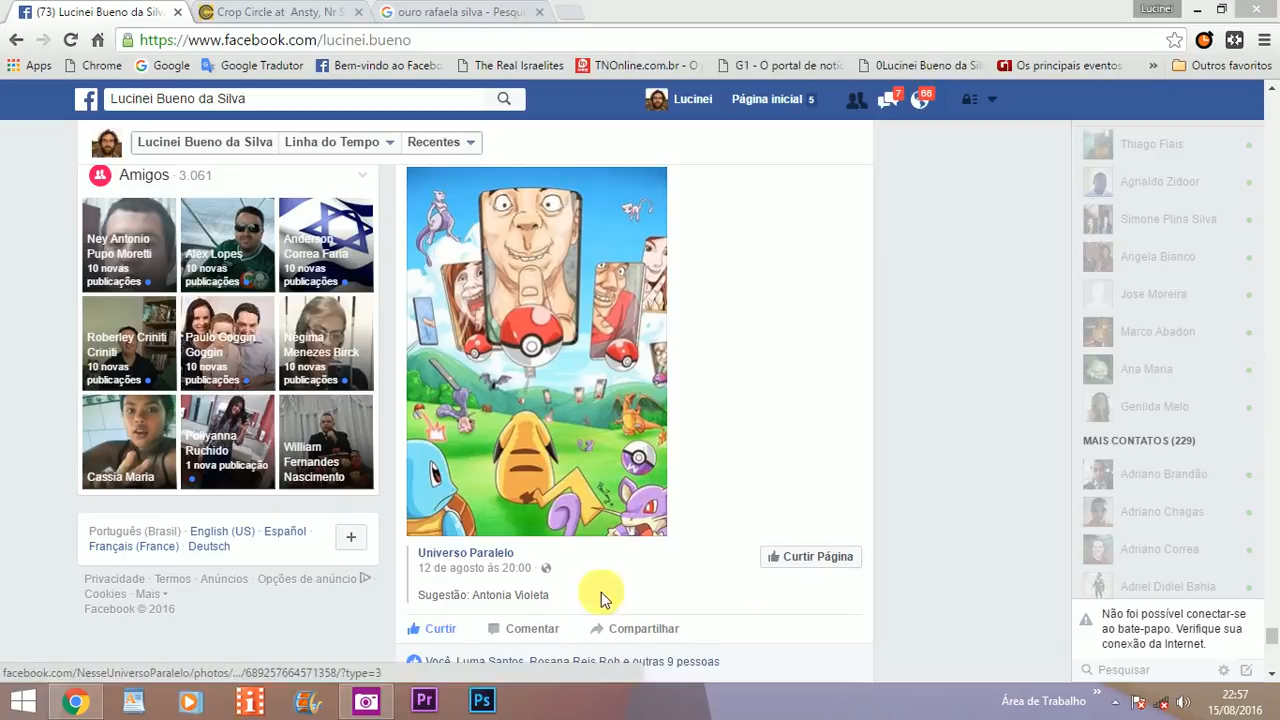 (73) Lucinei Bueno da Silv
Crop Circle at Ansty, Nr S
ouro rafaela silva - Pesqu
Lucinei
https://www.facebook.com/lucinei.bueno
Apps
Chrome
Google
Google Tradutor
Bem-vindo ao Facebo
The Real Israelites
TNOnline.com.br - O j
G1 - O portal de notíc
0Lucinei Bueno da Sil
Os principais eventos
»
Outros favoritos
Lucinei Bueno da Silva
Lucinei
Página inicial 5
7
66
Lucinei Bueno da Silva
Linha do Tempo
Recentes
Amigos · 3.061
Ney Antonio
Pupo Moretti
10 novas
publicações
Alex Lopes
10 novas
publicações
Anderson
Correa Faria
10 novas
publicações
Roberley Criniti
Criniti
10 novas
publicações
Paulo Goggin
Goggin
10 novas
publicações
Negima
Menezes Birck
10 novas
publicações
Cassia Maria
Pollyanna
Ruchido
1 nova publicação
William
Fernandes
Nascimento
Português (Brasil) · English (US) · Español ·
Français (France) · Deutsch
Privacidade · Termos · Anúncios · Opções de anúncio ·
Cookies · Mais
Facebook © 2016
Universo Paralelo
12 de agosto às 20:00 ·
Sugestão: Antonia Violeta
Curtir Página
Curtir
Comentar
Compartilhar
Você, Luma Santos, Rosana Reis Roh e outras 9 pessoas
Thiago Fiais
Agnaldo Zidoor
Simone Plina Silva
Angela Bianco
Jose Moreira
Marco Abadon
Ana Maria
Genilda Melo
MAIS CONTATOS (229)
Adriano Brandão
Adriano Chagas
Adriano Correa
Adriel Didiel Bahia
Não foi possível conectar-se
ao bate-papo. Verifique sua
conexão da Internet.
Pesquisar
facebook.com/NesseUniversoParalelo/photos/.../689257664571358/?type=3
Pr
Ps
Área de Trabalho
»
22:57
15/08/2016